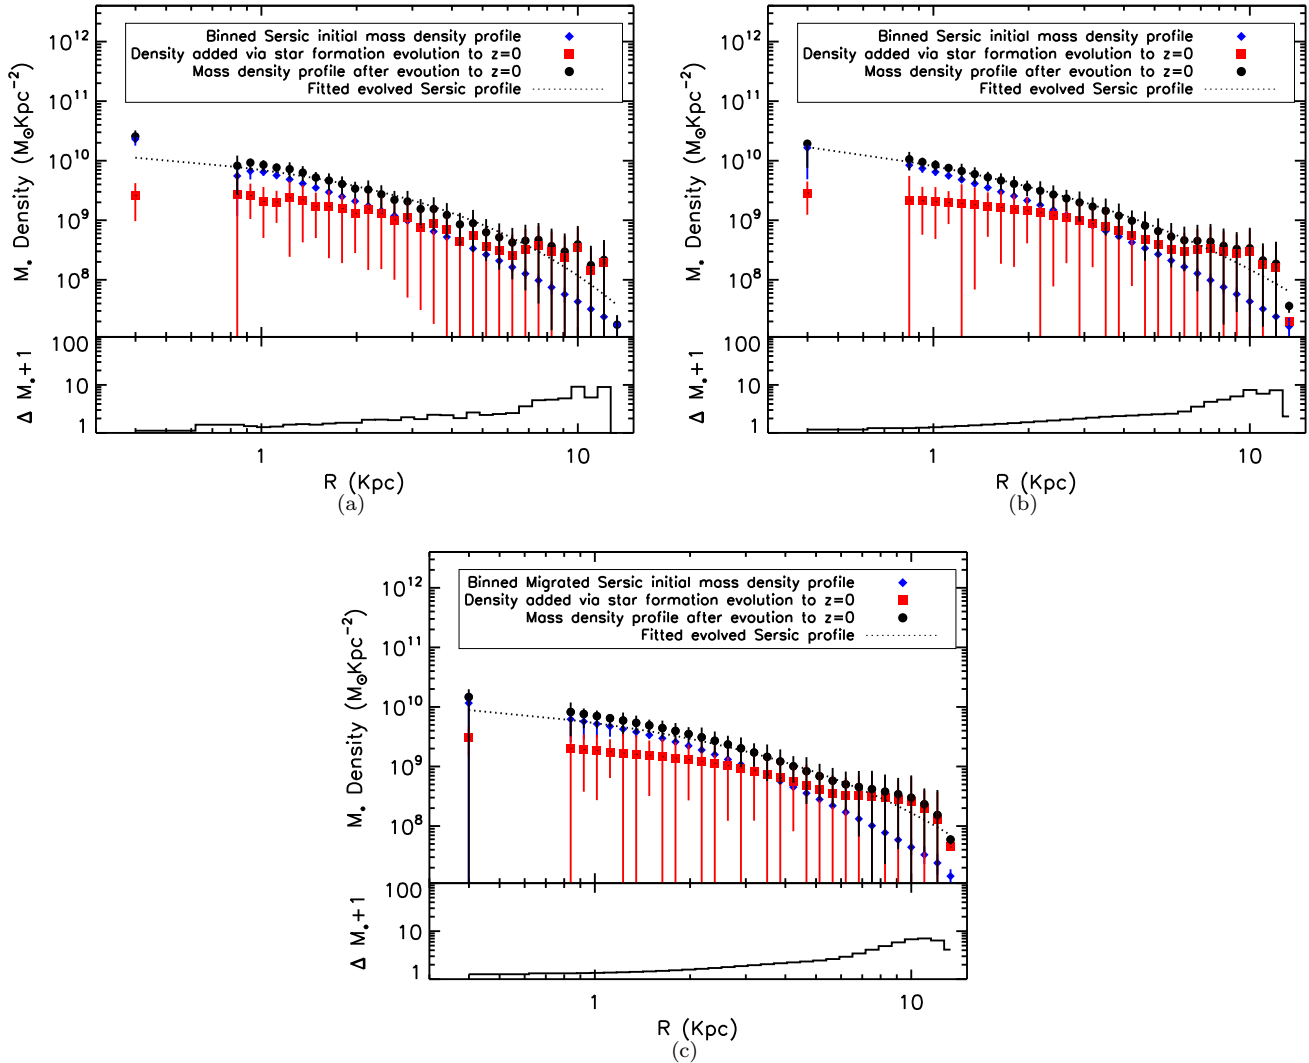 Binned Sersic initial mass density profile
Density added via star formation evolution to z=0
Mass density profile after evoution to z=0
Fitted evolved Sersic profile
M⋆ Density (M⊙Kpc⁻²)
10¹²
10¹¹
10¹⁰
10⁹
10⁸
Δ M⋆+1
100
10
1
1
10
R (Kpc)
(a)
Binned Sersic initial mass density profile
Density added via star formation evolution to z=0
Mass density profile after evoution to z=0
Fitted evolved Sersic profile
M⋆ Density (M⊙Kpc⁻²)
10¹²
10¹¹
10¹⁰
10⁹
10⁸
Δ M⋆+1
100
10
1
1
10
R (Kpc)
(b)
Binned Migrated Sersic initial mass density profile
Density added via star formation evolution to z=0
Mass density profile after evoution to z=0
Fitted evolved Sersic profile
M⋆ Density (M⊙Kpc⁻²)
10¹²
10¹¹
10¹⁰
10⁹
10⁸
Δ M⋆+1
100
10
1
1
10
R (Kpc)
(c)